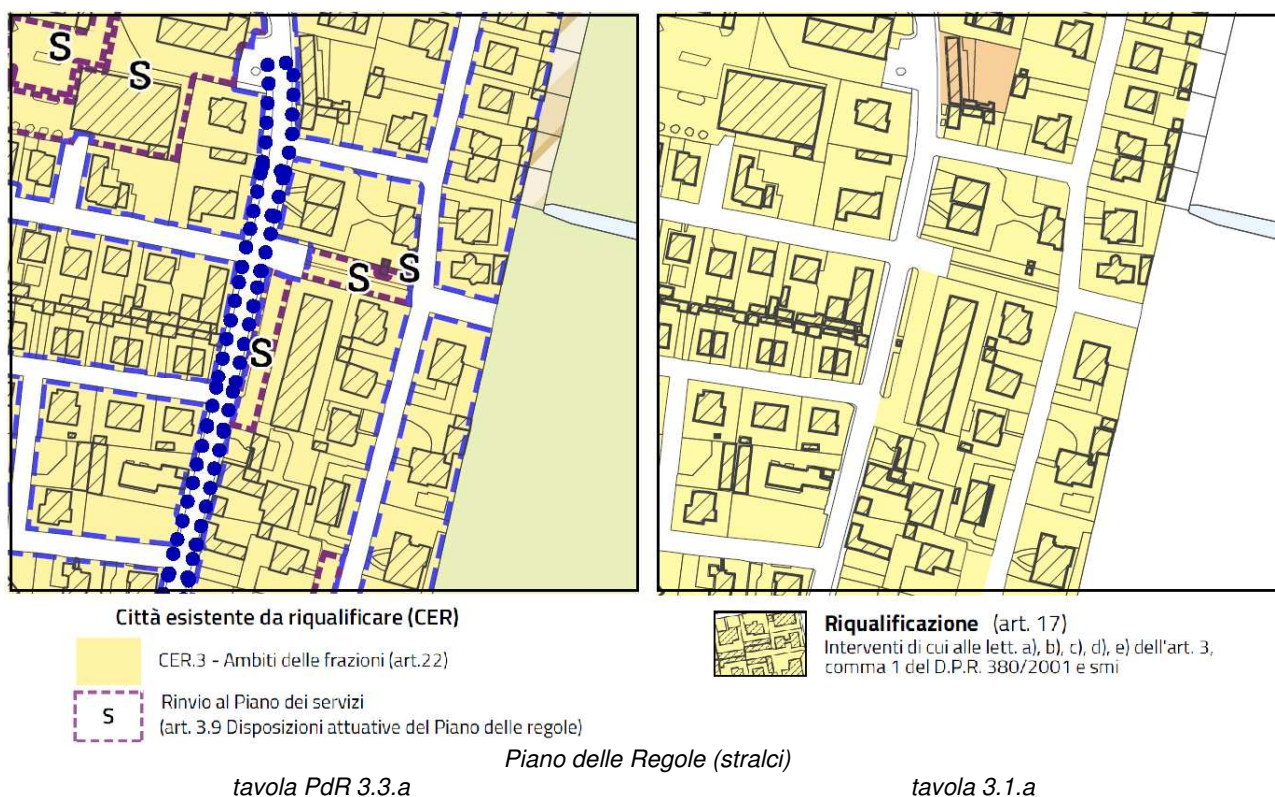 S
S
S
S
S
Città esistente da riqualificare (CER)
CER.3 - Ambiti delle frazioni (art.22)
S
Rinvio al Piano dei servizi
(art. 3.9 Disposizioni attuative del Piano delle regole)
Riqualificazione (art. 17)
Interventi di cui alle lett. a), b), c), d), e) dell'art. 3,
comma 1 del D.P.R. 380/2001 e smi
Piano delle Regole (stralci)
tavola PdR 3.3.a
tavola 3.1.a